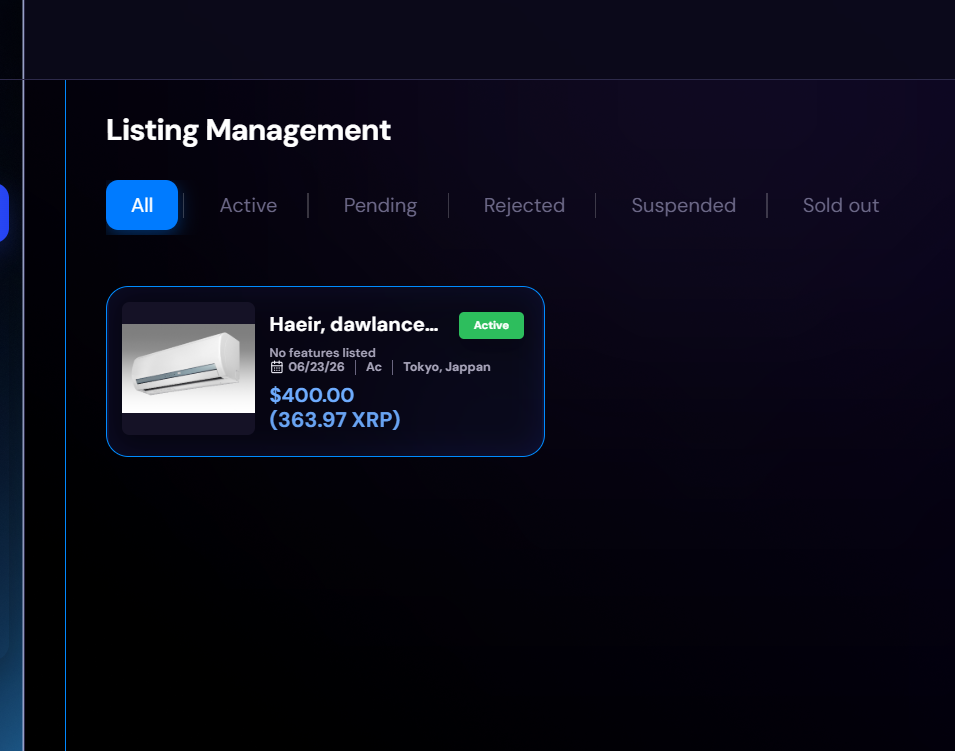 Listing Management
All
Active
Pending
Rejected
Suspended
Sold out
Haeir, dawlance...
Active
No features listed
06/23/26 Ac Tokyo, Jappan
$400.00
(363.97 XRP)